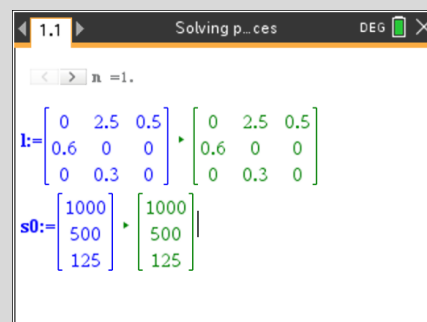 1.1 Solving p...ces DEG
n =1.
l:=[0 2.5 0.5; 0.6 0 0; 0 0.3 0] ▸ [0 2.5 0.5; 0.6 0 0; 0 0.3 0]
s0:=[1000; 500; 125] ▸ [1000; 500; 125]